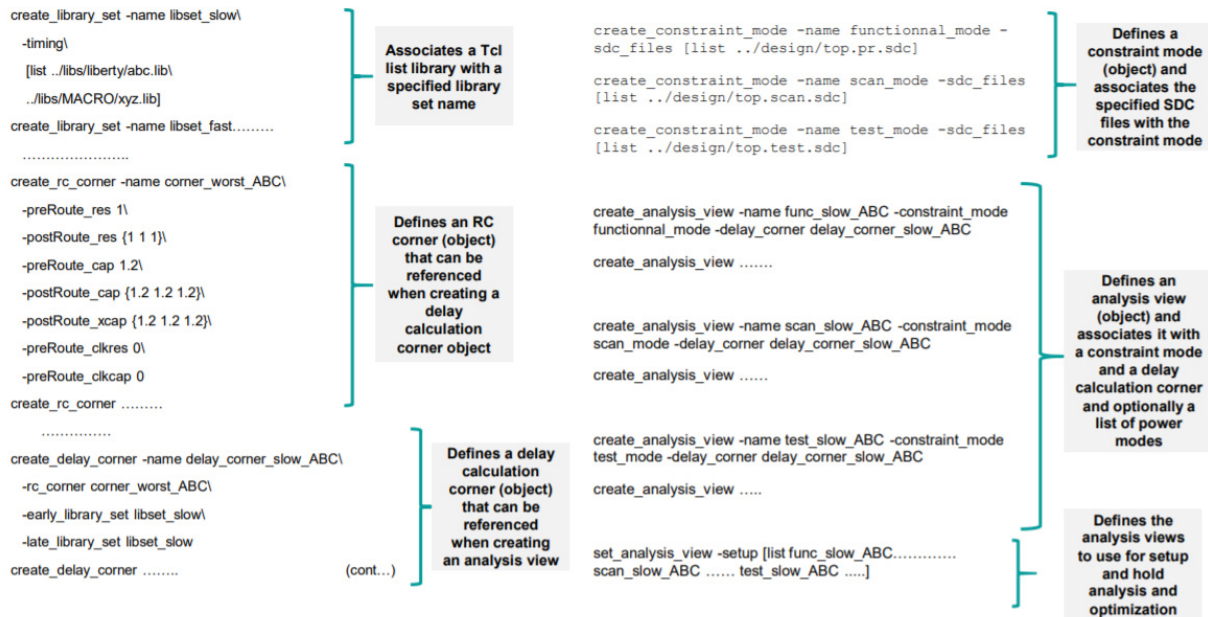 create_library_set -name libset_slow\
-timing\
[list ../libs/liberty/abc.lib\
../libs/MACRO/xyz.lib]
create_library_set -name libset_fast………
…………………..
Associates a Tcl
list library with a
specified library
set name
create_rc_corner -name corner_worst_ABC\
-preRoute_res 1\
-postRoute_res {1 1 1}\
-preRoute_cap 1.2\
-postRoute_cap {1.2 1.2 1.2}\
-postRoute_xcap {1.2 1.2 1.2}\
-preRoute_clkres 0\
-preRoute_clkcap 0
create_rc_corner ………
……………
Defines an RC
corner (object)
that can be
referenced
when creating a
delay
calculation
corner object
create_delay_corner -name delay_corner_slow_ABC\
-rc_corner corner_worst_ABC\
-early_library_set libset_slow\
-late_library_set libset_slow
create_delay_corner ……..
(cont…)
Defines a delay
calculation
corner (object)
that can be
referenced
when creating
an analysis view
create_constraint_mode -name functionnal_mode -
sdc_files [list ../design/top.pr.sdc]
create_constraint_mode -name scan_mode -sdc_files
[list ../design/top.scan.sdc]
create_constraint_mode -name test_mode -sdc_files
[list ../design/top.test.sdc]
Defines a
constraint mode
(object) and
associates the
specified SDC
files with the
constraint mode
create_analysis_view -name func_slow_ABC -constraint_mode
functionnal_mode -delay_corner delay_corner_slow_ABC
create_analysis_view …….
create_analysis_view -name scan_slow_ABC -constraint_mode
scan_mode -delay_corner delay_corner_slow_ABC
create_analysis_view ……
create_analysis_view -name test_slow_ABC -constraint_mode
test_mode -delay_corner delay_corner_slow_ABC
create_analysis_view …..
Defines an
analysis view
(object) and
associates it with
a constraint mode
and a delay
calculation corner
and optionally a
list of power
modes
set_analysis_view -setup [list func_slow_ABC………….
scan_slow_ABC …… test_slow_ABC .....]
Defines the
analysis views
to use for setup
and hold
analysis and
optimization